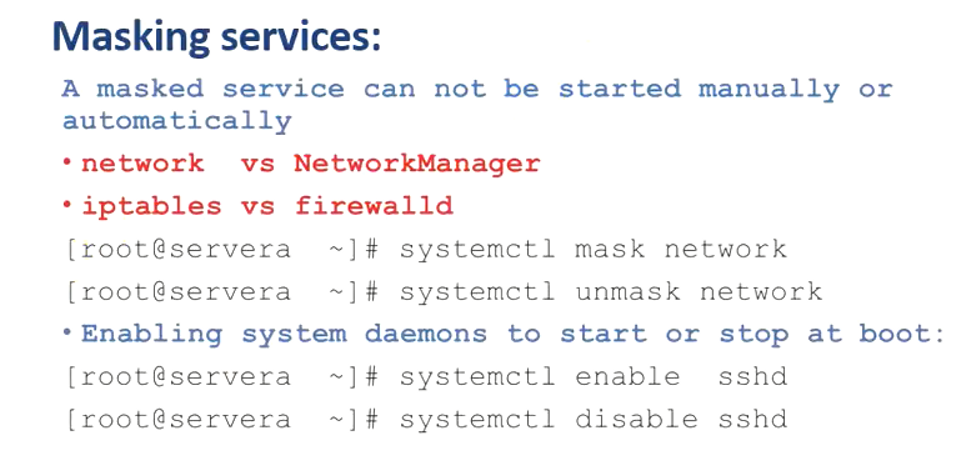 Masking services:
A masked service can not be started manually or
automatically
• network vs NetworkManager
• iptables vs firewalld
[root@servera ~]# systemctl mask network
[root@servera ~]# systemctl unmask network
• Enabling system daemons to start or stop at boot:
[root@servera ~]# systemctl enable sshd
[root@servera ~]# systemctl disable sshd